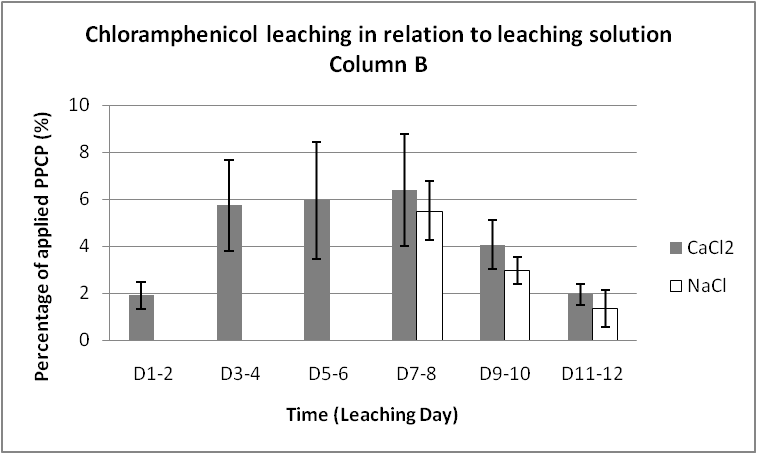 Chloramphenicol leaching in relation to leaching solution
Column B
Percentage of applied PPCP (%)
10
8
6
4
2
0
D1-2 D3-4 D5-6 D7-8 D9-10 D11-12
Time (Leaching Day)
CaCl2
NaCl